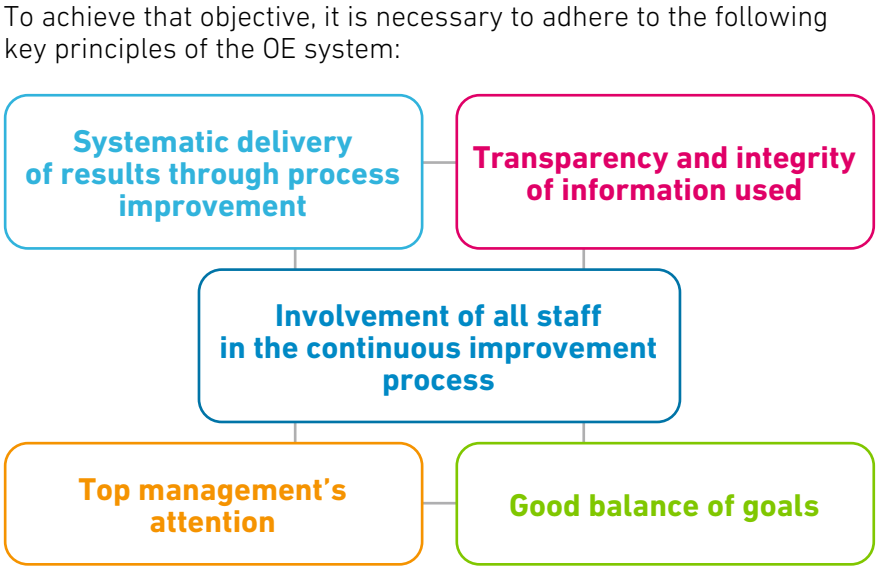 To achieve that objective, it is necessary to adhere to the following
key principles of the OE system:
Systematic delivery
of results through process
improvement
Transparency and integrity
of information used
Involvement of all staff
in the continuous improvement
process
Top management’s
attention
Good balance of goals